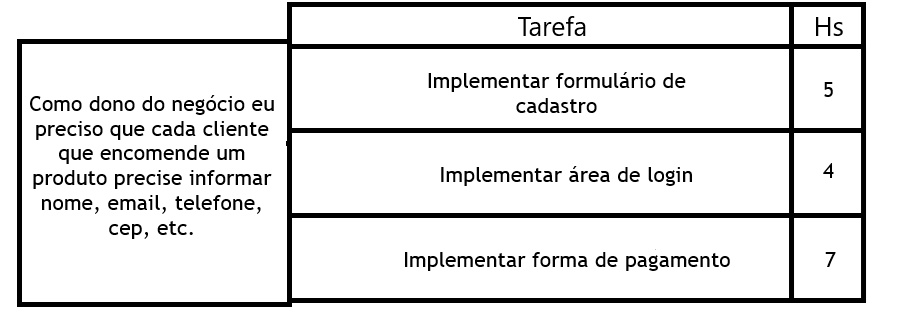 Tarefa
Hs
Como dono do negócio eu
preciso que cada cliente
que encomende um
produto precise informar
nome, email, telefone,
cep, etc.
Implementar formulário de
cadastro
5
Implementar área de login
4
Implementar forma de pagamento
7